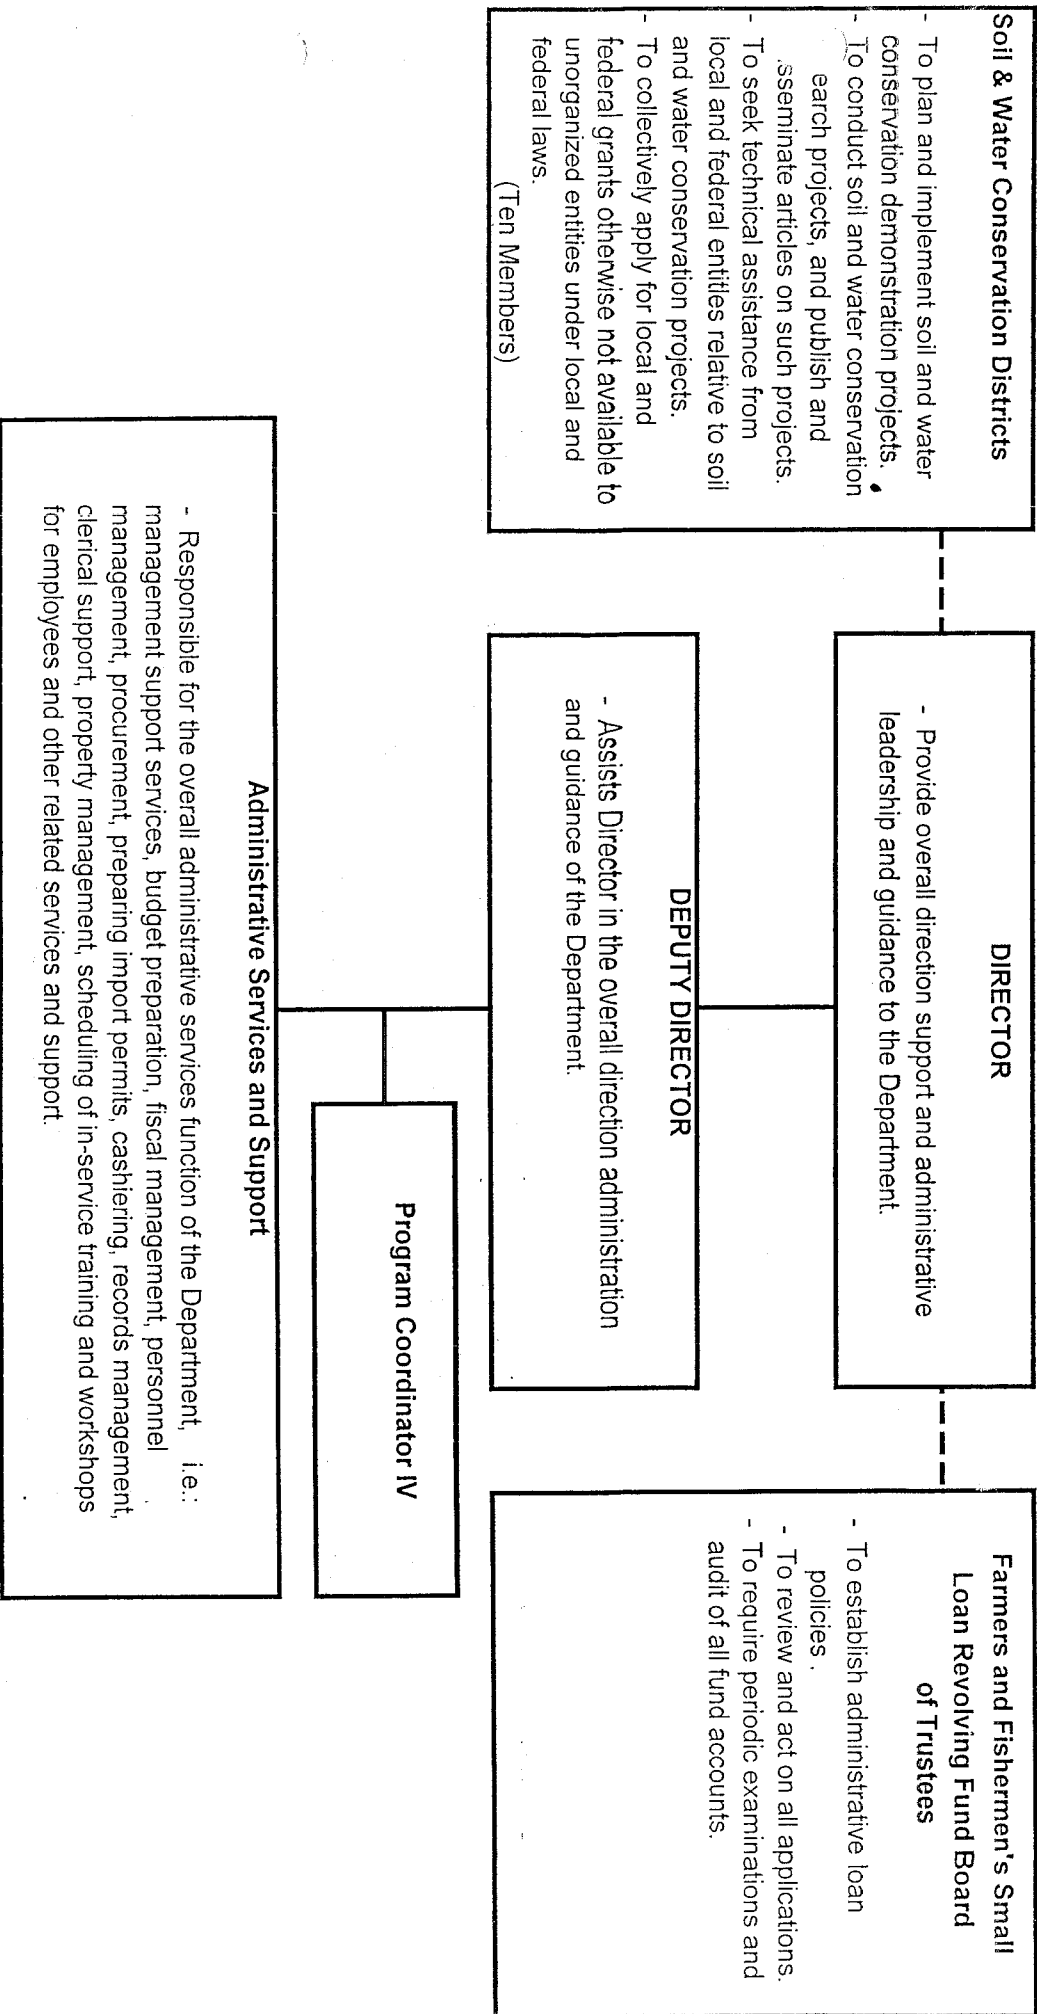 Soil & Water Conservation Districts
- To plan and implement soil and water
conservation demonstration projects.
- To conduct soil and water conservation
earch projects, and publish and
sseminate articles on such projects.
- To seek technical assistance from
local and federal entities relative to soil
and water conservation projects.
- To collectively apply for local and
federal grants otherwise not available to
unorganized entities under local and
federal laws.
(Ten Members)
DIRECTOR
- Provide overall direction support and administrative
leadership and guidance to the Department.
Farmers and Fishermen's Small
Loan Revolving Fund Board
of Trustees
- To establish administrative loan
policies.
- To review and act on all applications.
- To require periodic examinations and
audit of all fund accounts.
DEPUTY DIRECTOR
- Assists Director in the overall direction administration
and guidance of the Department.
Program Coordinator IV
Administrative Services and Support
- Responsible for the overall administrative services function of the Department, i.e.:
management support services, budget preparation, fiscal management, personnel
management, procurement, preparing import permits, cashiering, records management,
clerical support, property management, scheduling of in-service training and workshops
for employees and other related services and support.